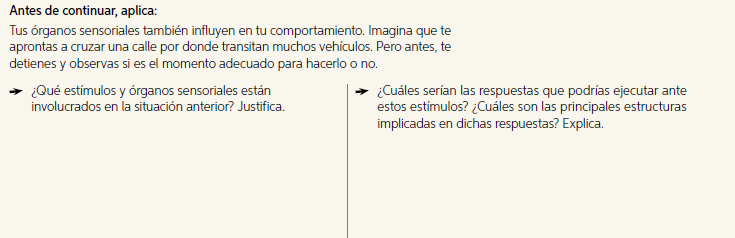 Antes de continuar, aplica:
Tus órganos sensoriales también influyen en tu comportamiento. Imagina que te
aprontas a cruzar una calle por donde transitan muchos vehículos. Pero antes, te
detienes y observas si es el momento adecuado para hacerlo o no.
➛ ¿Qué estímulos y órganos sensoriales están
involucrados en la situación anterior? Justifica.
➛ ¿Cuáles serían las respuestas que podrías ejecutar ante
estos estímulos? ¿Cuáles son las principales estructuras
implicadas en dichas respuestas? Explica.